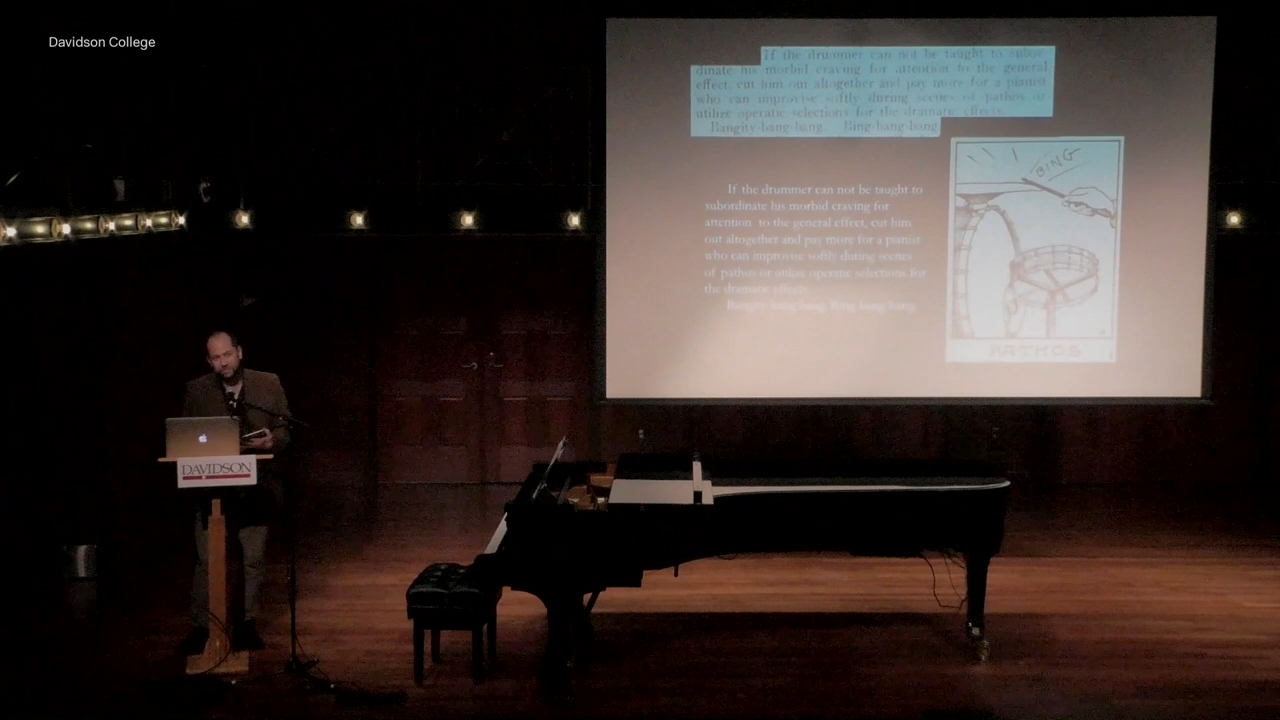 Davidson College
If the drummer can not be taught to subor-
dinate his morbid craving for attention to the general
effect, cut him out altogether and pay more for a pianist
who can improvise softly during scenes of pathos or
utilize operatic selections for the dramatic effects.
Bangity-bang-bang. Bing-bang-bang
If the drummer can not be taught to
subordinate his morbid craving for
attention to the general effect, cut him
out altogether and pay more for a pianist
who can improvise softly during scenes
of pathos or utilize operatic selections for
the dramatic effects.
Bangity-bang-bang. Bing-bang-bang
BING
PATHOS
DAVIDSON